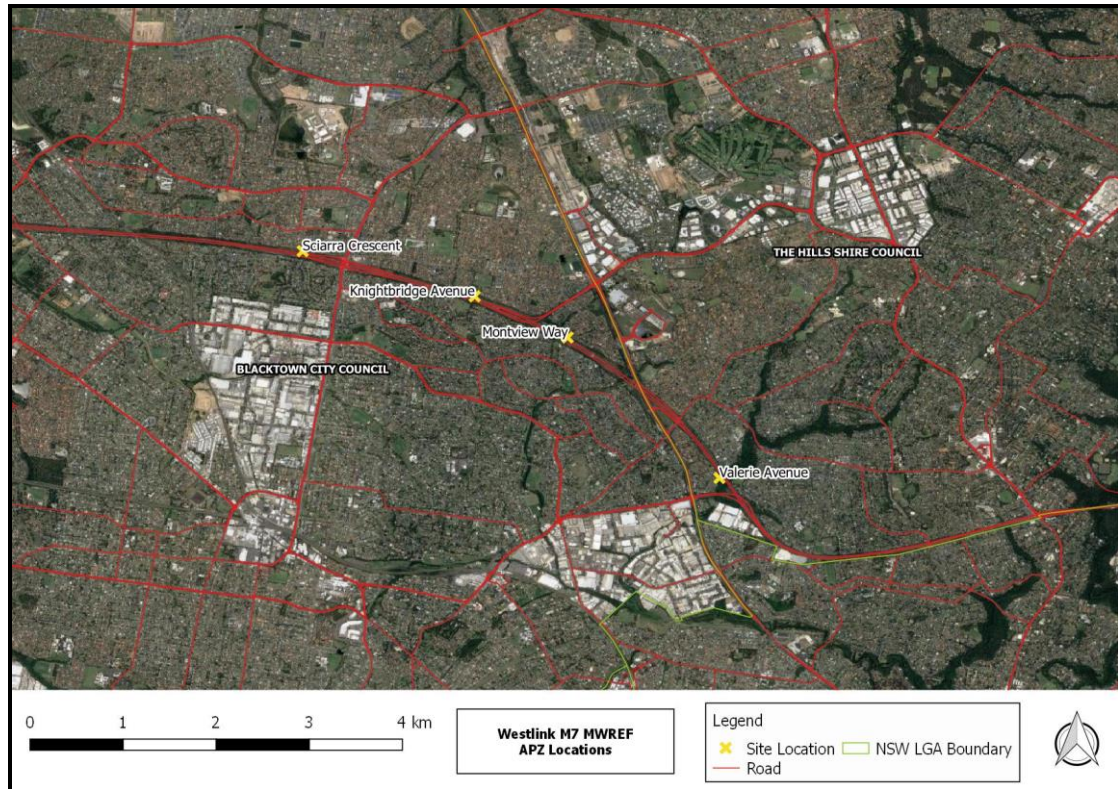 Sciarra Crescent
THE HILLS SHIRE COUNCIL
Knightbridge Avenue
Montview Way
BLACKTOWN CITY COUNCIL
Valerie Avenue
0 1 2 3 4 km
Westlink M7 MWREF
APZ Locations
Legend
Site Location
NSW LGA Boundary
Road